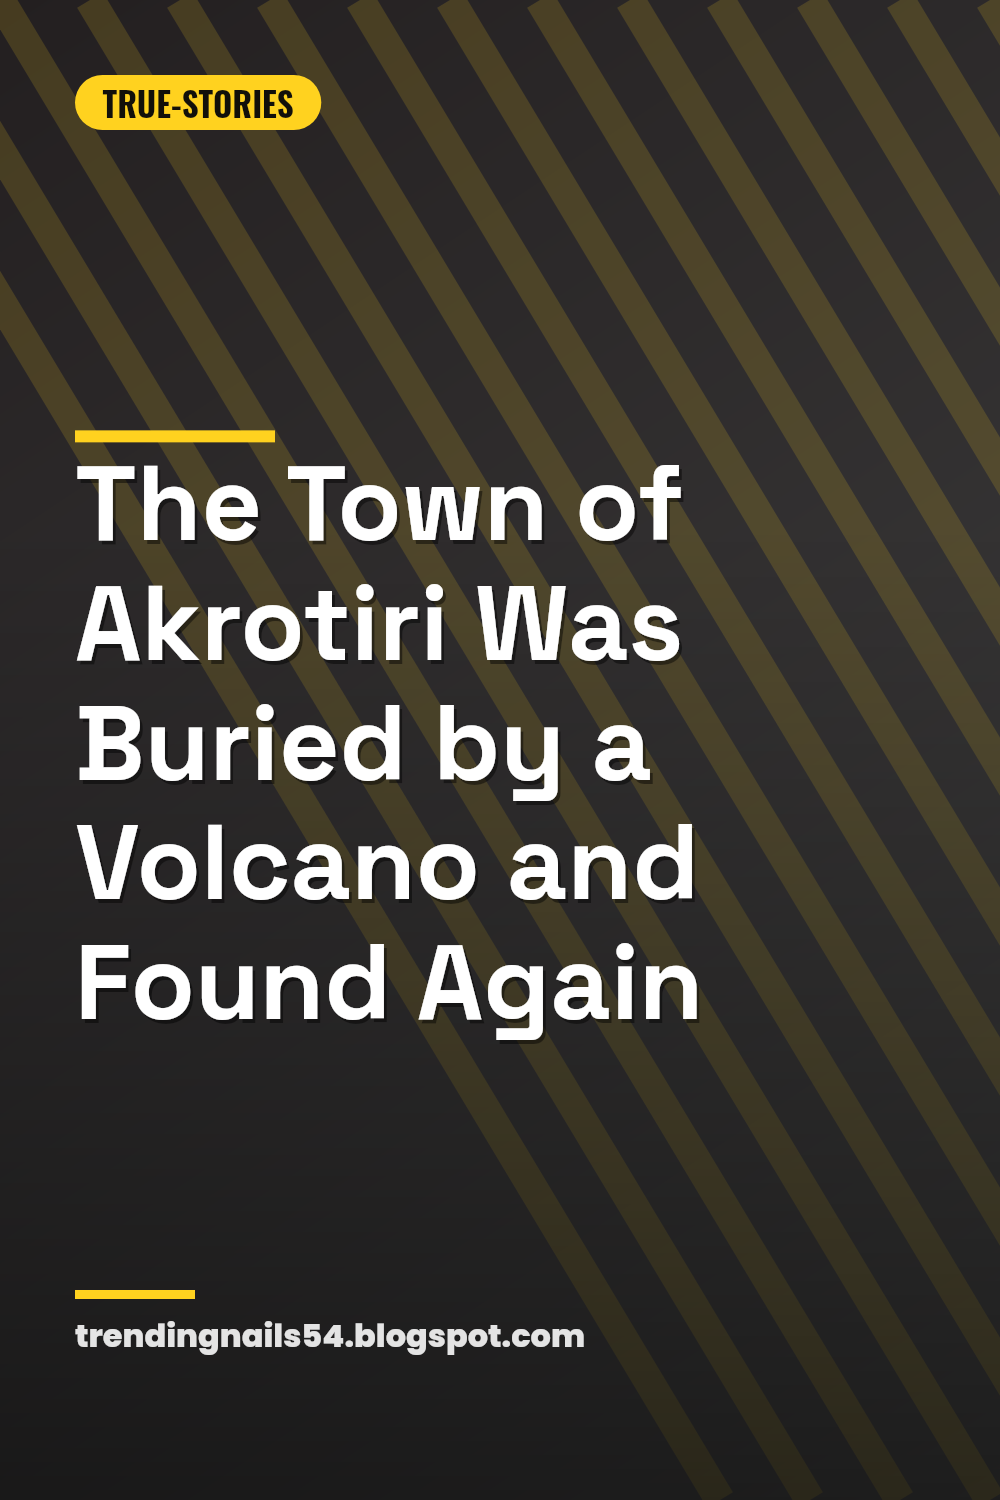 TRUE-STORIES
The Town of
Akrotiri Was
Buried by a
Volcano and
Found Again
trendingnails54.blogspot.com